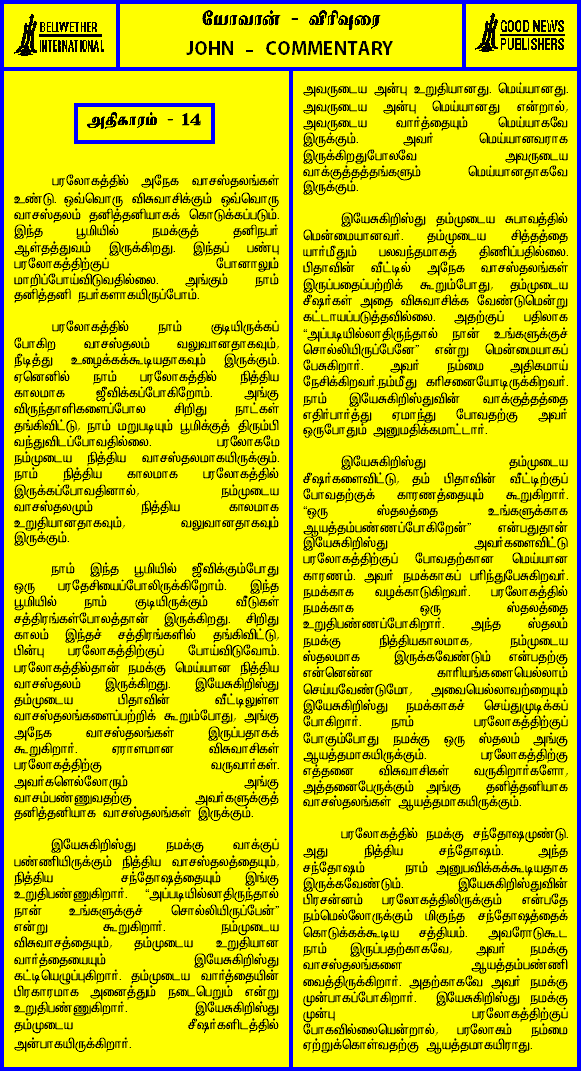 BELIWETHER
INTERNATIONAL
யோவான் - விரிவுரை
JOHN - COMMENTARY
GOOD NEWS
PUBLISHERS
அதிகாரம் - 14
பரலோகத்தில் அநேக வாசஸ்தலங்கள்
உண்டு. ஒவ்வொரு விசுவாசிக்கும் ஒவ்வொரு
வாசஸ்தலம் தனித்தனியாகக் கொடுக்கப்படும்.
இந்த பூமியில் நமக்குத் தனிநபர்
ஆள்தத்துவம் இருக்கிறது. இந்தப் பண்பு
பரலோகத்திற்குப் போனாலும்
மாறிப்போய்விடுவதில்லை. அங்கும் நாம்
தனித்தனி நபர்களாகயிருப்போம்.
பரலோகத்தில் நாம் குடியிருக்கப்
போகிற வாசஸ்தலம் வலுவானதாகவும்,
நீடித்து உழைக்கக்கூடியதாகவும் இருக்கும்.
ஏனெனில் நாம் பரலோகத்தில் நித்திய
காலமாக ஜீவிக்கப்போகிறோம். அங்கு
விருந்தாளிகளைப்போல சிறிது நாட்கள்
தங்கிவிட்டு, நாம் மறுபடியும் பூமிக்குத் திரும்பி
வந்துவிடப்போவதில்லை. பரலோகமே
நம்முடைய நித்திய வாசஸ்தலமாகயிருக்கும்.
நாம் நித்திய காலமாக பரலோகத்தில்
இருக்கப்போவதினால், நம்முடைய
வாசஸ்தலமும் நித்திய காலமாக
உறுதியானதாகவும், வலுவானதாகவும்
இருக்கும்.
நாம் இந்த பூமியில் ஜீவிக்கும்போது
ஒரு பரதேசியைப்போலிருக்கிறோம். இந்த
பூமியில் நாம் குடியிருக்கும் வீடுகள்
சத்திரங்கள்போலத்தான் இருக்கிறது. சிறிது
காலம் இந்தச் சத்திரங்களில் தங்கிவிட்டு,
பின்பு பரலோகத்திற்குப் போய்விடுவோம்.
பரலோகத்தில்தான் நமக்கு மெய்யான நித்திய
வாசஸ்தலம் இருக்கிறது. இயேசுகிறிஸ்து
தம்முடைய பிதாவின் வீட்டிலுள்ள
வாசஸ்தலங்களைப்பற்றிக் கூறும்போது, அங்கு
அநேக வாசஸ்தலங்கள் இருப்பதாகக்
கூறுகிறார். ஏராளமான விசுவாசிகள்
பரலோகத்திற்கு வருவார்கள்.
அவர்களெல்லோரும் அங்கு
வாசம்பண்ணுவதற்கு அவர்களுக்குத்
தனித்தனியாக வாசஸ்தலங்கள் இருக்கும்.
இயேசுகிறிஸ்து நமக்கு வாக்குப்
பண்ணியிருக்கும் நித்திய வாசஸ்தலத்தையும்,
நித்திய சந்தோஷத்தையும் இங்கு
உறுதிபண்ணுகிறார். “அப்படியில்லாதிருந்தால்
நான் உங்களுக்குச் சொல்லியிருப்பேன்”
என்று கூறுகிறார். நம்முடைய
விசுவாசத்தையும், தம்முடைய உறுதியான
வார்த்தையையும் இயேசுகிறிஸ்து
கட்டியெழுப்புகிறார். தம்முடைய வார்த்தையின்
பிரகாரமாக அனைத்தும் நடைபெறும் என்று
உறுதிபண்ணுகிறார். இயேசுகிறிஸ்து
தம்முடைய சீஷர்களிடத்தில்
அன்பாகயிருக்கிறார்.
அவருடைய அன்பு உறுதியானது. மெய்யானது.
அவருடைய அன்பு மெய்யானது என்றால்,
அவருடைய வார்த்தையும் மெய்யாகவே
இருக்கும். அவர் மெய்யானவராக
இருக்கிறதுபோலவே அவருடைய
வாக்குத்தத்தங்களும் மெய்யானதாகவே
இருக்கும்.
இயேசுகிறிஸ்து தம்முடைய சுபாவத்தில்
மென்மையானவர். தம்முடைய சித்தத்தை
யார்மீதும் பலவந்தமாகத் திணிப்பதில்லை.
பிதாவின் வீட்டில் அநேக வாசஸ்தலங்கள்
இருப்பதைப்பற்றிக் கூறும்போது, தம்முடைய
சீஷர்கள் அதை விசுவாசிக்க வேண்டுமென்று
கட்டாயப்படுத்தவில்லை. அதற்குப் பதிலாக
“அப்படியில்லாதிருந்தால் நான் உங்களுக்குச்
சொல்லியிருப்பேனே” என்று மென்மையாகப்
பேசுகிறார். அவர் நம்மை அதிகமாய்
நேசிக்கிறவர்.நம்மீது கரிசனையோடிருக்கிறவர்.
நாம் இயேசுகிறிஸ்துவின் வாக்குத்தத்தத்தை
எதிர்பார்த்து ஏமாந்து போவதற்கு அவர்
ஒருபோதும் அனுமதிக்கமாட்டார்.
இயேசுகிறிஸ்து தம்முடைய
சீஷர்களைவிட்டு, தம் பிதாவின் வீட்டிற்குப்
போவதற்குக் காரணத்தையும் கூறுகிறார்.
“ஒரு ஸ்தலத்தை உங்களுக்காக
ஆயத்தம்பண்ணப்போகிறேன்” என்பதுதான்
இயேசுகிறிஸ்து அவர்களைவிட்டு
பரலோகத்திற்குப் போவதற்கான மெய்யான
காரணம். அவர் நமக்காகப் பரிந்துபேசுகிறவர்.
நமக்காக வழக்காடுகிறவர். பரலோகத்தில்
நமக்காக ஒரு ஸ்தலத்தை
உறுதிபண்ணப்போகிறார். அந்த ஸ்தலம்
நமக்கு நித்தியகாலமாக, நம்முடைய
ஸ்தலமாக இருக்கவேண்டும் என்பதற்கு
என்னென்ன காரியங்களையெல்லாம்
செய்யவேண்டுமோ, அவையெல்லாவற்றையும்
இயேசுகிறிஸ்து நமக்காகச் செய்துமுடிக்கப்
போகிறார். நாம் பரலோகத்திற்குப்
போகும்போது நமக்கு ஒரு ஸ்தலம் அங்கு
ஆயத்தமாகயிருக்கும். பரலோகத்திற்கு
எத்தனை விசுவாசிகள் வருகிறார்களோ,
அத்தனைபேருக்கும் அங்கு தனித்தனியாக
வாசஸ்தலங்கள் ஆயத்தமாகயிருக்கும்.
பரலோகத்தில் நமக்கு சந்தோஷமுண்டு.
அது நித்திய சந்தோஷம். அந்த
சந்தோஷம் நாம் அனுபவிக்கக்கூடியதாக
இருக்கவேண்டும். இயேசுகிறிஸ்துவின்
பிரசன்னம் பரலோகத்திலிருக்கும் என்பதே
நம்மெல்லோருக்கும் மிகுந்த சந்தோஷத்தைக்
கொடுக்கக்கூடிய சத்தியம். அவரோடுகூட
நாம் இருப்பதற்காகவே, அவர் நமக்கு
வாசஸ்தலங்களை ஆயத்தம்பண்ணி
வைத்திருக்கிறார். அதற்காகவே அவர் நமக்கு
முன்பாகப்போகிறார். இயேசுகிறிஸ்து நமக்கு
முன்பு பரலோகத்திற்குப்
போகவில்லையென்றால், பரலோகம் நம்மை
ஏற்றுக்கொள்வதற்கு ஆயத்தமாகயிராது.